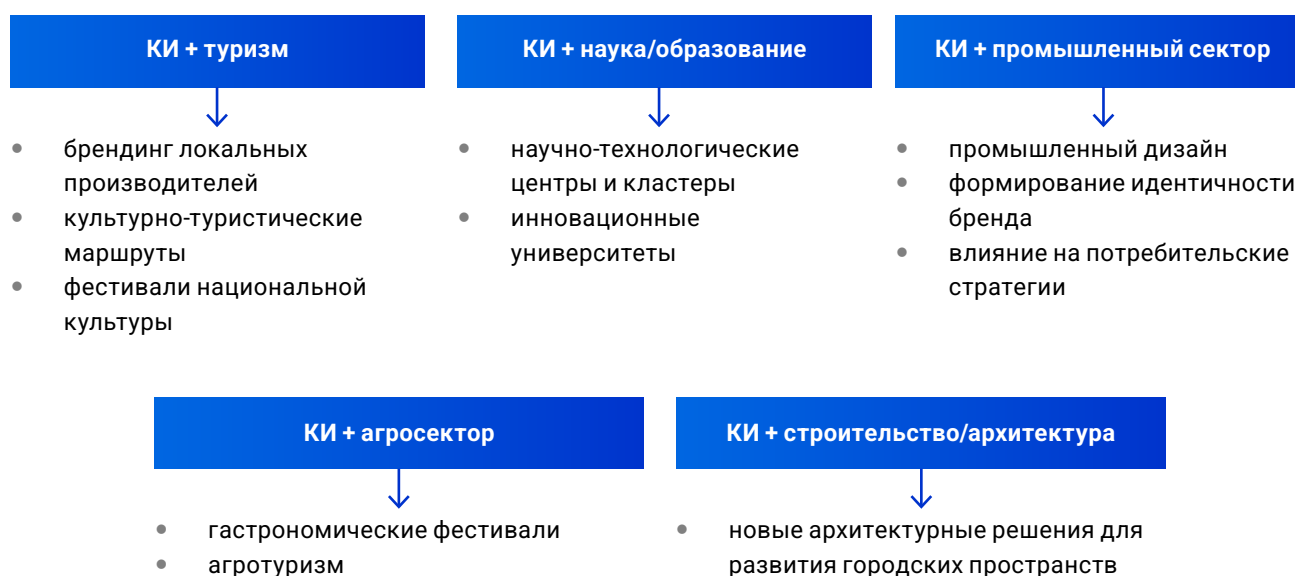 КИ + туризм
брендинг локальных
производителей
культурно-туристические
маршруты
фестивали национальной
культуры
КИ + наука/образование
научно-технологические
центры и кластеры
инновационные
университеты
КИ + промышленный сектор
промышленный дизайн
формирование идентичности
бренда
влияние на потребительские
стратегии
КИ + агросектор
гастрономические фестивали
агротуризм
КИ + строительство/архитектура
новые архитектурные решения для
развития городских пространств